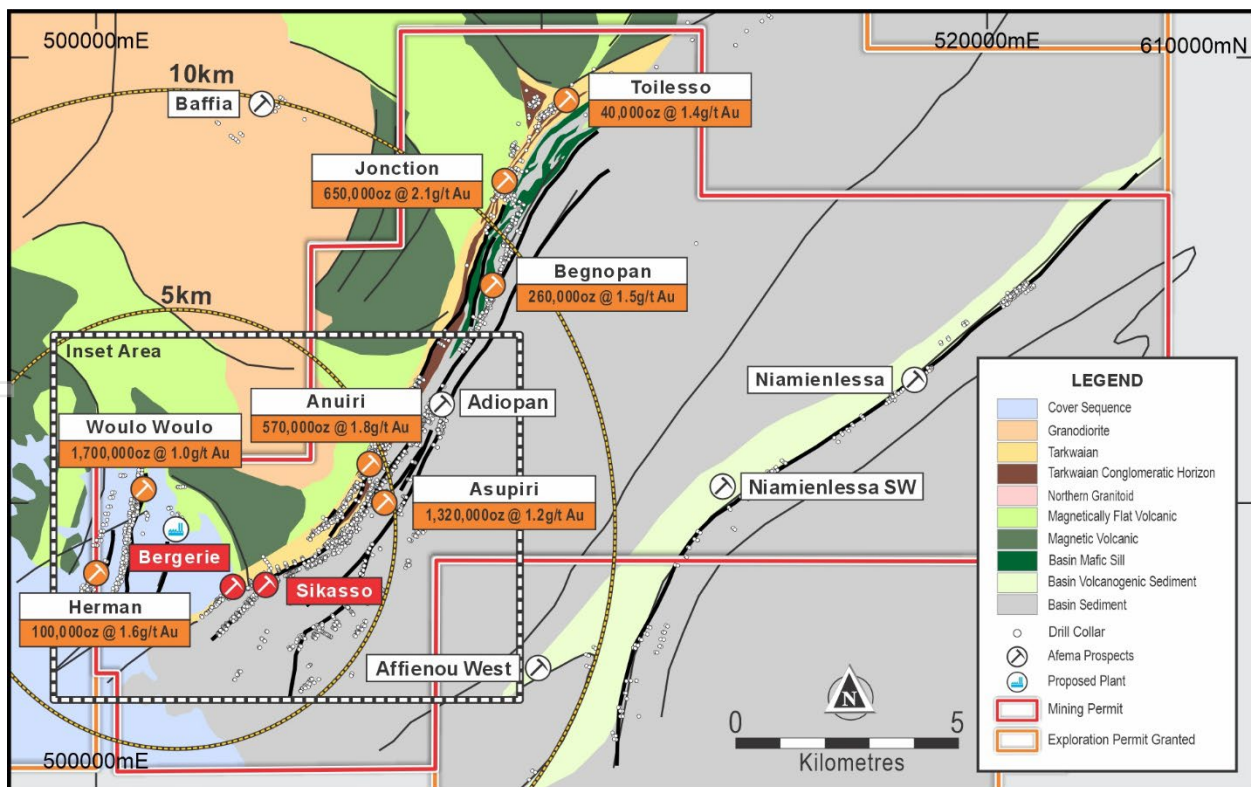 500000mE
520000mE
610000mN
10km
Baffia
Toilesso
40,000oz @ 1.4g/t Au
Jonction
650,000oz @ 2.1g/t Au
Begnopan
260,000oz @ 1.5g/t Au
5km
Inset Area
Anuiri
570,000oz @ 1.8g/t Au
Adiopan
Niamienlessa
Woulo Woulo
1,700,000oz @ 1.0g/t Au
Asupiri
1,320,000oz @ 1.2g/t Au
Niamienlessa SW
Bergerie
Sikasso
Herman
100,000oz @ 1.6g/t Au
Affienou West
500000mE
N
0 5
Kilometres
LEGEND
Cover Sequence
Granodiorite
Tarkwaian
Tarkwaian Conglomeratic Horizon
Northern Granitoid
Magnetically Flat Volcanic
Magnetic Volcanic
Basin Mafic Sill
Basin Volcanogenic Sediment
Basin Sediment
Drill Collar
Afema Prospects
Proposed Plant
Mining Permit
Exploration Permit Granted